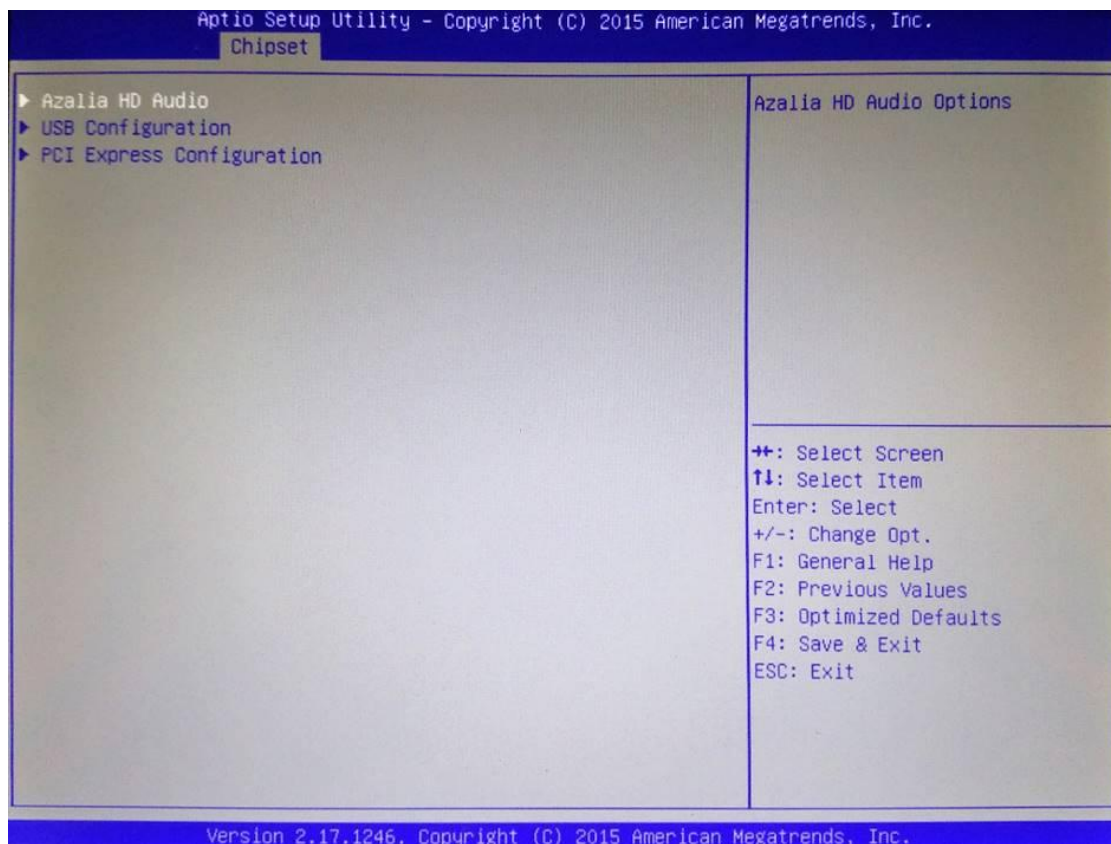 Aptio Setup Utility - Copyright (C) 2015 American Megatrends, Inc.
Chipset
▶ Azalia HD Audio
▶ USB Configuration
▶ PCI Express Configuration
Azalia HD Audio Options
→←: Select Screen
↑↓: Select Item
Enter: Select
+/-: Change Opt.
F1: General Help
F2: Previous Values
F3: Optimized Defaults
F4: Save & Exit
ESC: Exit
Version 2.17.1246. Copyright (C) 2015 American Megatrends, Inc.